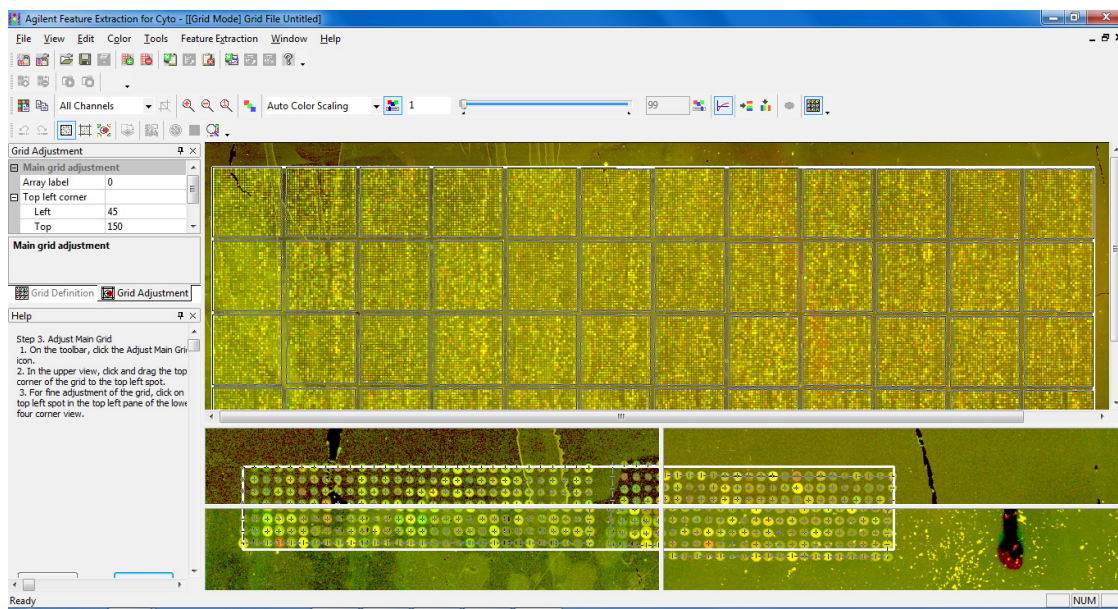 Agilent Feature Extraction for Cyto - [[Grid Mode] Grid File Untitled]
File View Edit Color Tools Feature Extraction Window Help
All Channels Auto Color Scaling 1 99
Grid Adjustment
Main grid adjustment
Array label 0
Top left corner
Left 45
Top 150
Main grid adjustment
Grid Definition Grid Adjustment
Help
Step 3. Adjust Main Grid
1. On the toolbar, click the Adjust Main Gri
icon.
2. In the upper view, click and drag the top
corner of the grid to the top left spot.
3. For fine adjustment of the grid, click on
top left spot in the top left pane of the lowe
four corner view.
Ready NUM